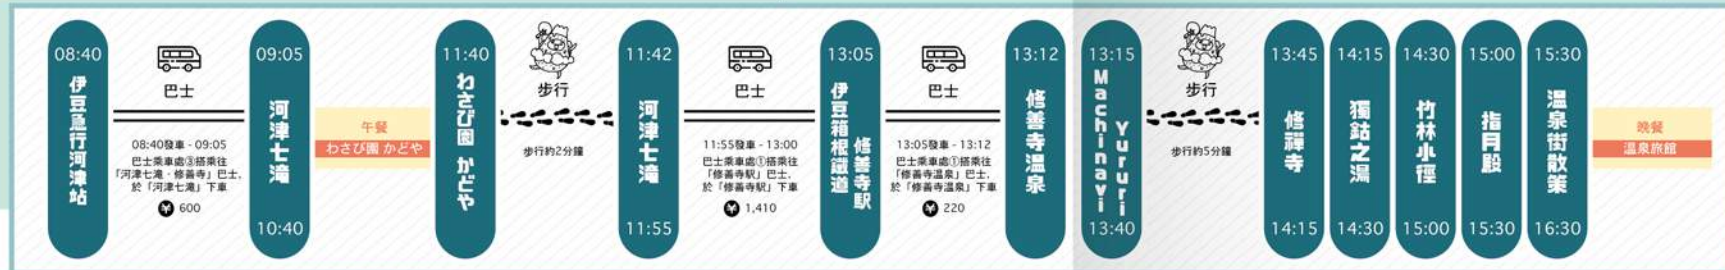 08:40
伊豆急行河津站
巴士
08:40發車 - 09:05
巴士乘車處③搭乘往
「河津七滝・修善寺」巴士,
於「河津七滝」下車
¥ 600
09:05
河津七滝
10:40
午餐
わさび園 かどや
11:40
わさび園 かどや
步行
步行約2分鐘
11:42
河津七滝
11:55
巴士
11:55發車 - 13:00
巴士乘車處①搭乘往
「修善寺駅」巴士,
於「修善寺駅」下車
¥ 1,410
13:05
伊豆箱根鐵道
修善寺駅
巴士
13:05發車 - 13:12
巴士乘車處①搭乘往
「修善寺溫泉」巴士,
於「修善寺溫泉」下車
¥ 220
13:12
修善寺溫泉
13:15
Machinavi
Yururi
13:40
步行
步行約5分鐘
13:45
修禪寺
14:15
14:15
獨鈷之湯
14:30
14:30
竹林小徑
15:00
15:00
指月殿
15:30
15:30
溫泉街散策
16:30
晚餐
溫泉旅館